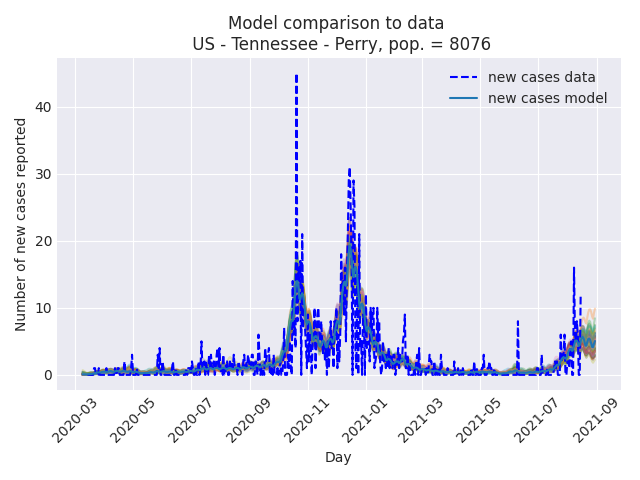 Model comparison to data
US - Tennessee - Perry, pop. = 8076
new cases data
new cases model
Number of new cases reported
40
30
20
10
0
2020-03
2020-05
2020-07
2020-09
2020-11
2021-01
2021-03
2021-05
2021-07
2021-09
Day